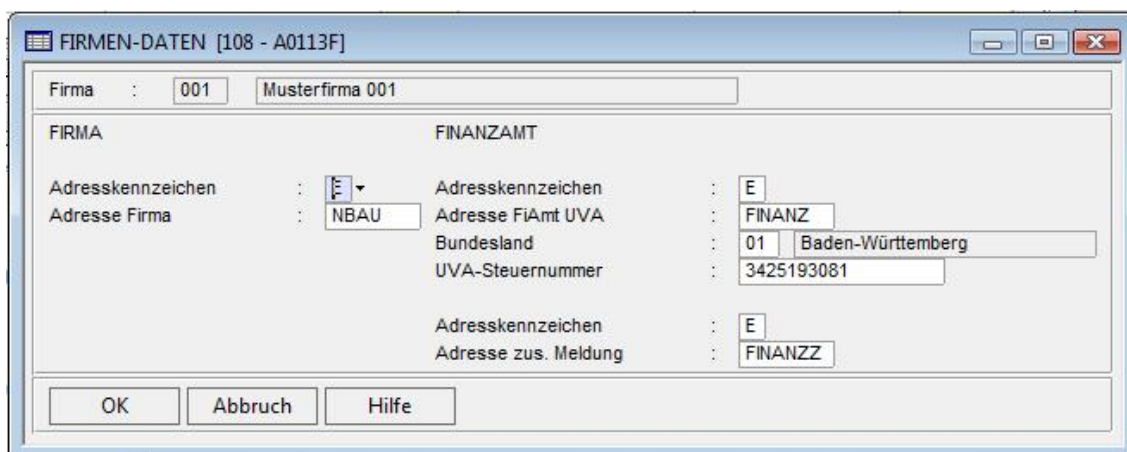 FIRMEN-DATEN [108 - A0113F]
Firma : 001 Musterfirma 001
FIRMA FINANZAMT
Adresskennzeichen : E Adresskennzeichen : E
Adresse Firma : NBAU Adresse FiAmt UVA : FINANZ
Bundesland : 01 Baden-Württemberg
UVA-Steuernummer : 3425193081
Adresskennzeichen : E
Adresse zus. Meldung : FINANZZ
OK Abbruch Hilfe